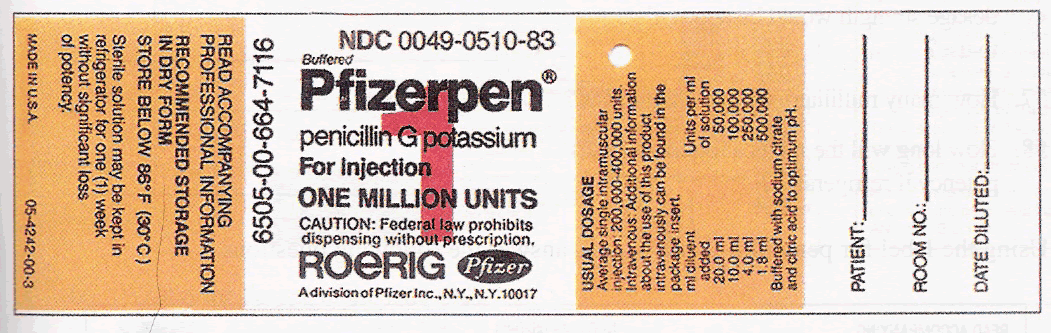 READ ACCOMPANYING
PROFESSIONAL INFORMATION
RECOMMENDED STORAGE
IN DRY FORM
STORE BELOW 86°F (30°C.)
Sterile solution may be kept in
refrigerator for one (1) week
without significant loss
of potency.
MADE IN U.S.A. 05-4242-00-3
6505-00-664-7116
NDC 0049-0510-83
Buffered
Pfizerpen®
penicillin G potassium
1
For Injection
ONE MILLION UNITS
CAUTION: Federal law prohibits
dispensing without prescription.
ROERIG Pfizer
A division of Pfizer Inc., N.Y., N.Y. 10017
USUAL DOSAGE
Average single intramuscular
injection: 200,000-400,000 units.
Intravenous: Additional information
about the use of this product
intravenously can be found in the
package insert.
ml diluent Units per ml
added of solution
20.0 ml 50,000
10.0 ml 100,000
4.0 ml 250,000
1.8 ml 500,000
Buffered with sodium citrate
and citric acid to optimum pH.
PATIENT:
ROOM NO.:
DATE DILUTED: